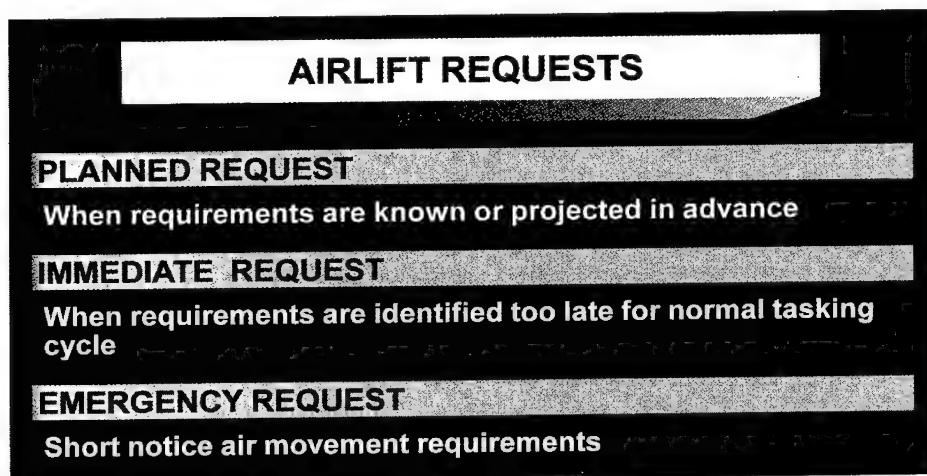 AIRLIFT REQUESTS
PLANNED REQUEST
When requirements are known or projected in advance
IMMEDIATE REQUEST
When requirements are identified too late for normal tasking
cycle
EMERGENCY REQUEST
Short notice air movement requirements